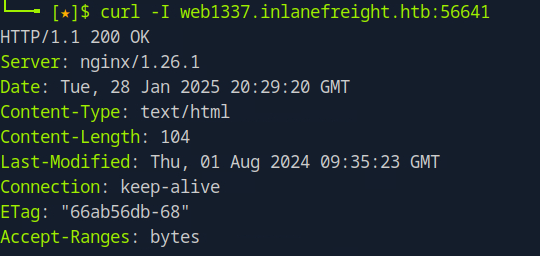 [★]$ curl -I web1337.inlanefreight.htb:56641
HTTP/1.1 200 OK
Server: nginx/1.26.1
Date: Tue, 28 Jan 2025 20:29:20 GMT
Content-Type: text/html
Content-Length: 104
Last-Modified: Thu, 01 Aug 2024 09:35:23 GMT
Connection: keep-alive
ETag: "66ab56db-68"
Accept-Ranges: bytes